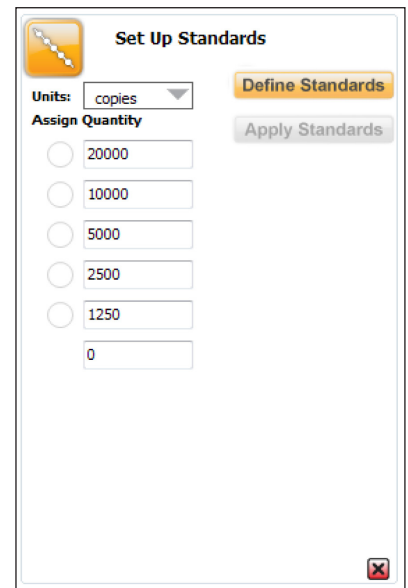 Set Up Standards
Units: copies
Define Standards
Assign Quantity
Apply Standards
20000
10000
5000
2500
1250
0